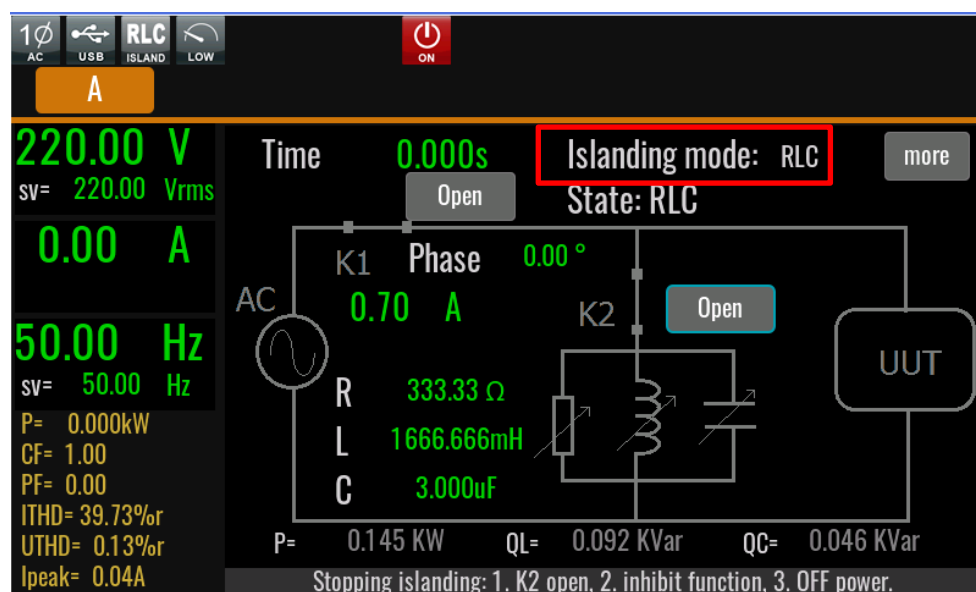 1Ø AC USB RLC ISLAND LOW ON
A
220.00 V
sv= 220.00 Vrms
0.00 A
50.00 Hz
sv= 50.00 Hz
P= 0.000kW
CF= 1.00
PF= 0.00
ITHD= 39.73%r
UTHD= 0.13%r
Ipeak= 0.04A
Time 0.000s Islanding mode: RLC more
Open State: RLC
K1 Phase 0.00 °
AC 0.70 A K2 Open
UUT
R 333.33 Ω
L 1666.666mH
C 3.000uF
P= 0.145 KW QL= 0.092 KVar QC= 0.046 KVar
Stopping islanding: 1. K2 open, 2. inhibit function, 3. OFF power.